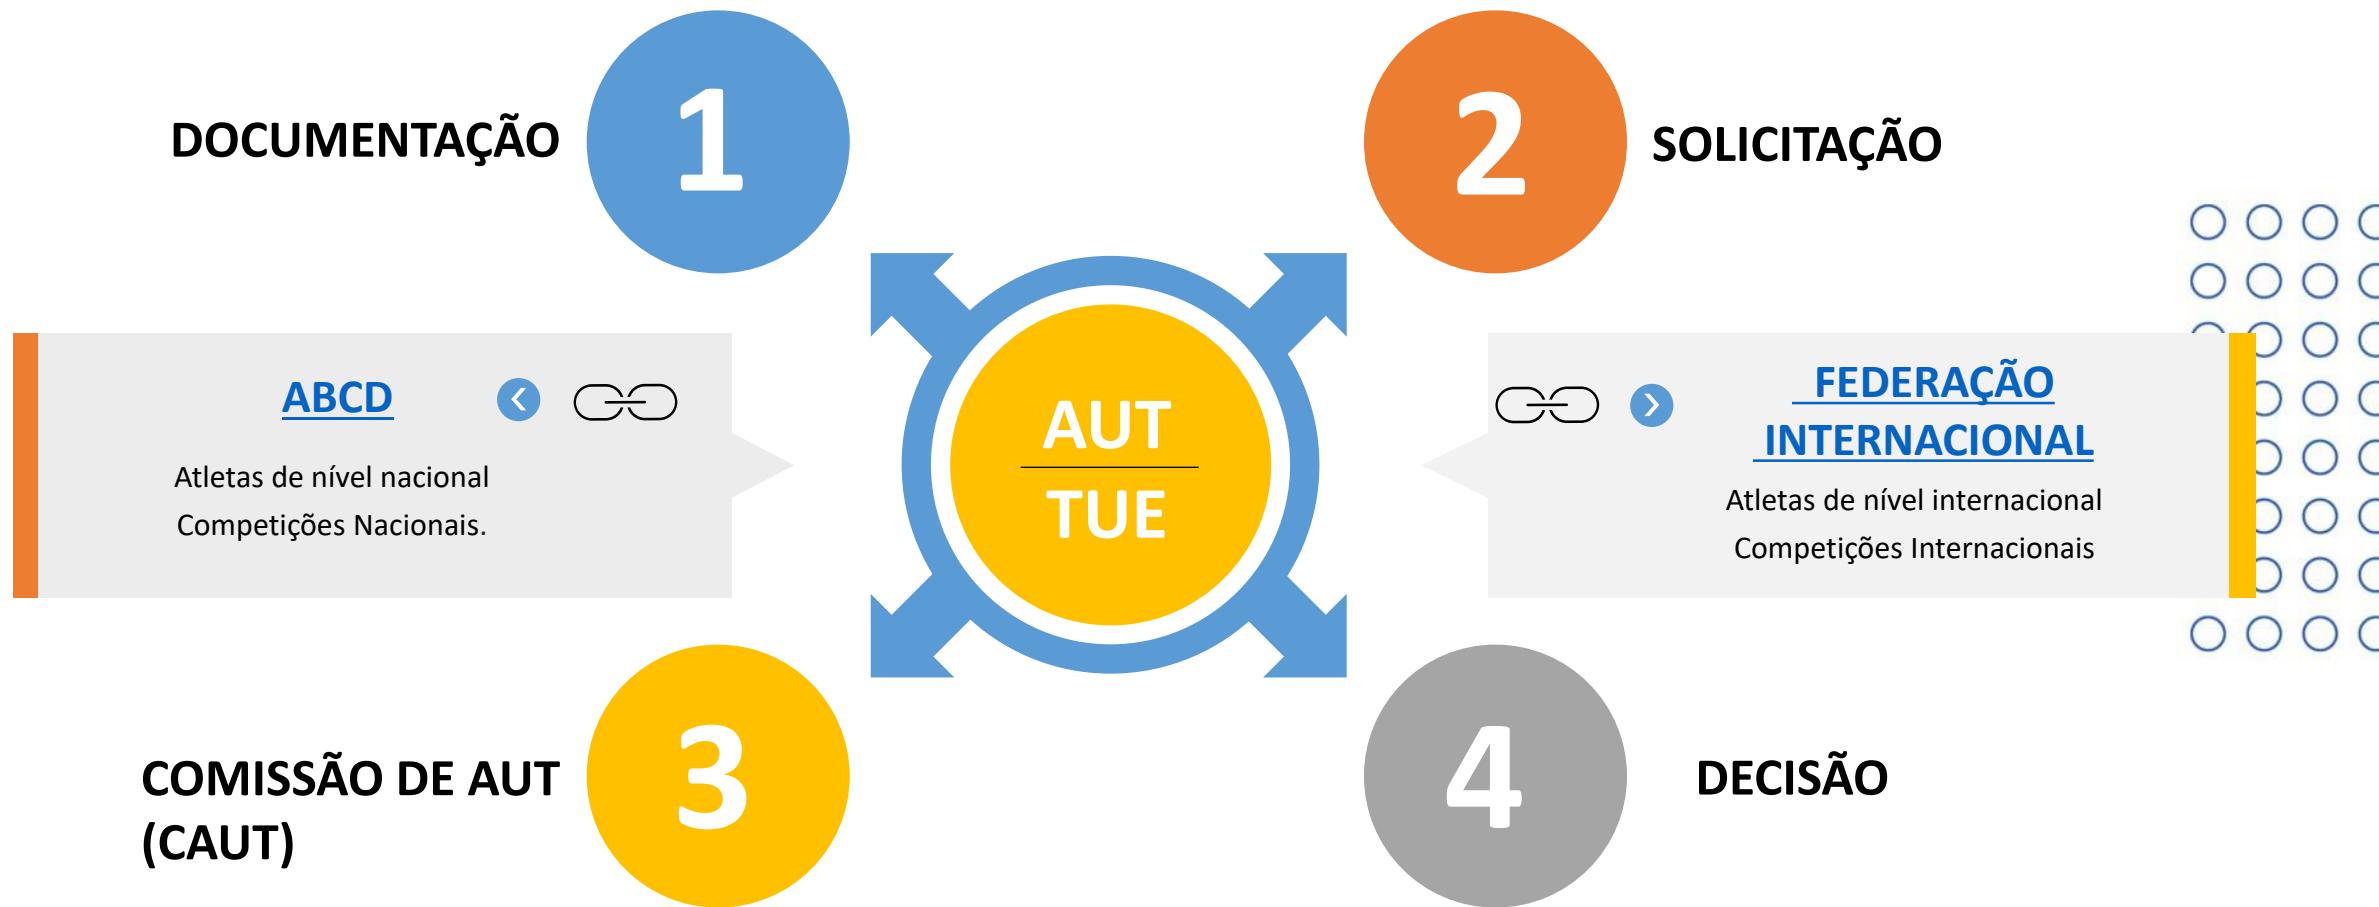 1
DOCUMENTAÇÃO
2
SOLICITAÇÃO
ABCD
Atletas de nível nacional
Competições Nacionais.
AUT
TUE
FEDERAÇÃO
INTERNACIONAL
Atletas de nível internacional
Competições Internacionais
3
COMISSÃO DE AUT
(CAUT)
4
DECISÃO